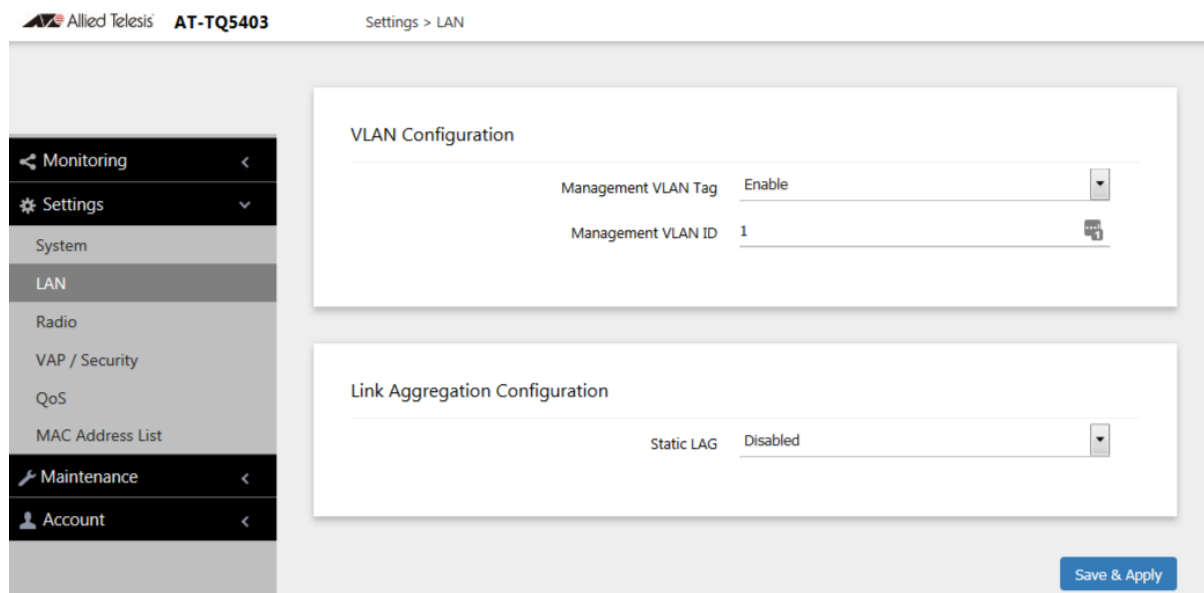 Allied Telesis AT-TQ5403 Settings > LAN
Monitoring
Settings
System
LAN
Radio
VAP / Security
QoS
MAC Address List
Maintenance
Account
VLAN Configuration
Management VLAN Tag Enable
Management VLAN ID 1
Link Aggregation Configuration
Static LAG Disabled
Save & Apply